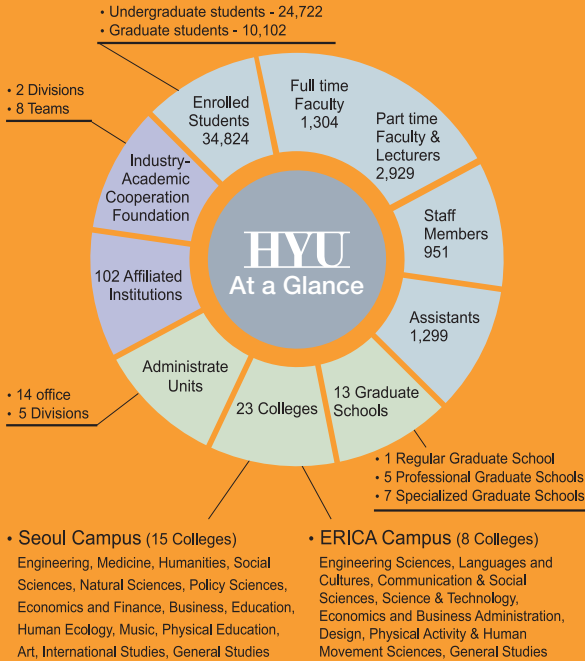 • Undergraduate students - 24,722
• Graduate students - 10,102
• 2 Divisions
• 8 Teams
Enrolled
Students
34,824
Full time
Faculty
1,304
Part time
Faculty &
Lecturers
2,929
Industry-
Academic
Cooperation
Foundation
Staff
Members
951
HYU
At a Glance
102 Affiliated
Institutions
Assistants
1,299
Administrate
Units
23 Colleges
13 Graduate
Schools
• 14 office
• 5 Divisions
• 1 Regular Graduate School
• 5 Professional Graduate Schools
• 7 Specialized Graduate Schools
• Seoul Campus (15 Colleges)
Engineering, Medicine, Humanities, Social
Sciences, Natural Sciences, Policy Sciences,
Economics and Finance, Business, Education,
Human Ecology, Music, Physical Education,
Art, International Studies, General Studies
• ERICA Campus (8 Colleges)
Engineering Sciences, Languages and
Cultures, Communication & Social
Sciences, Science & Technology,
Economics and Business Administration,
Design, Physical Activity & Human
Movement Sciences, General Studies